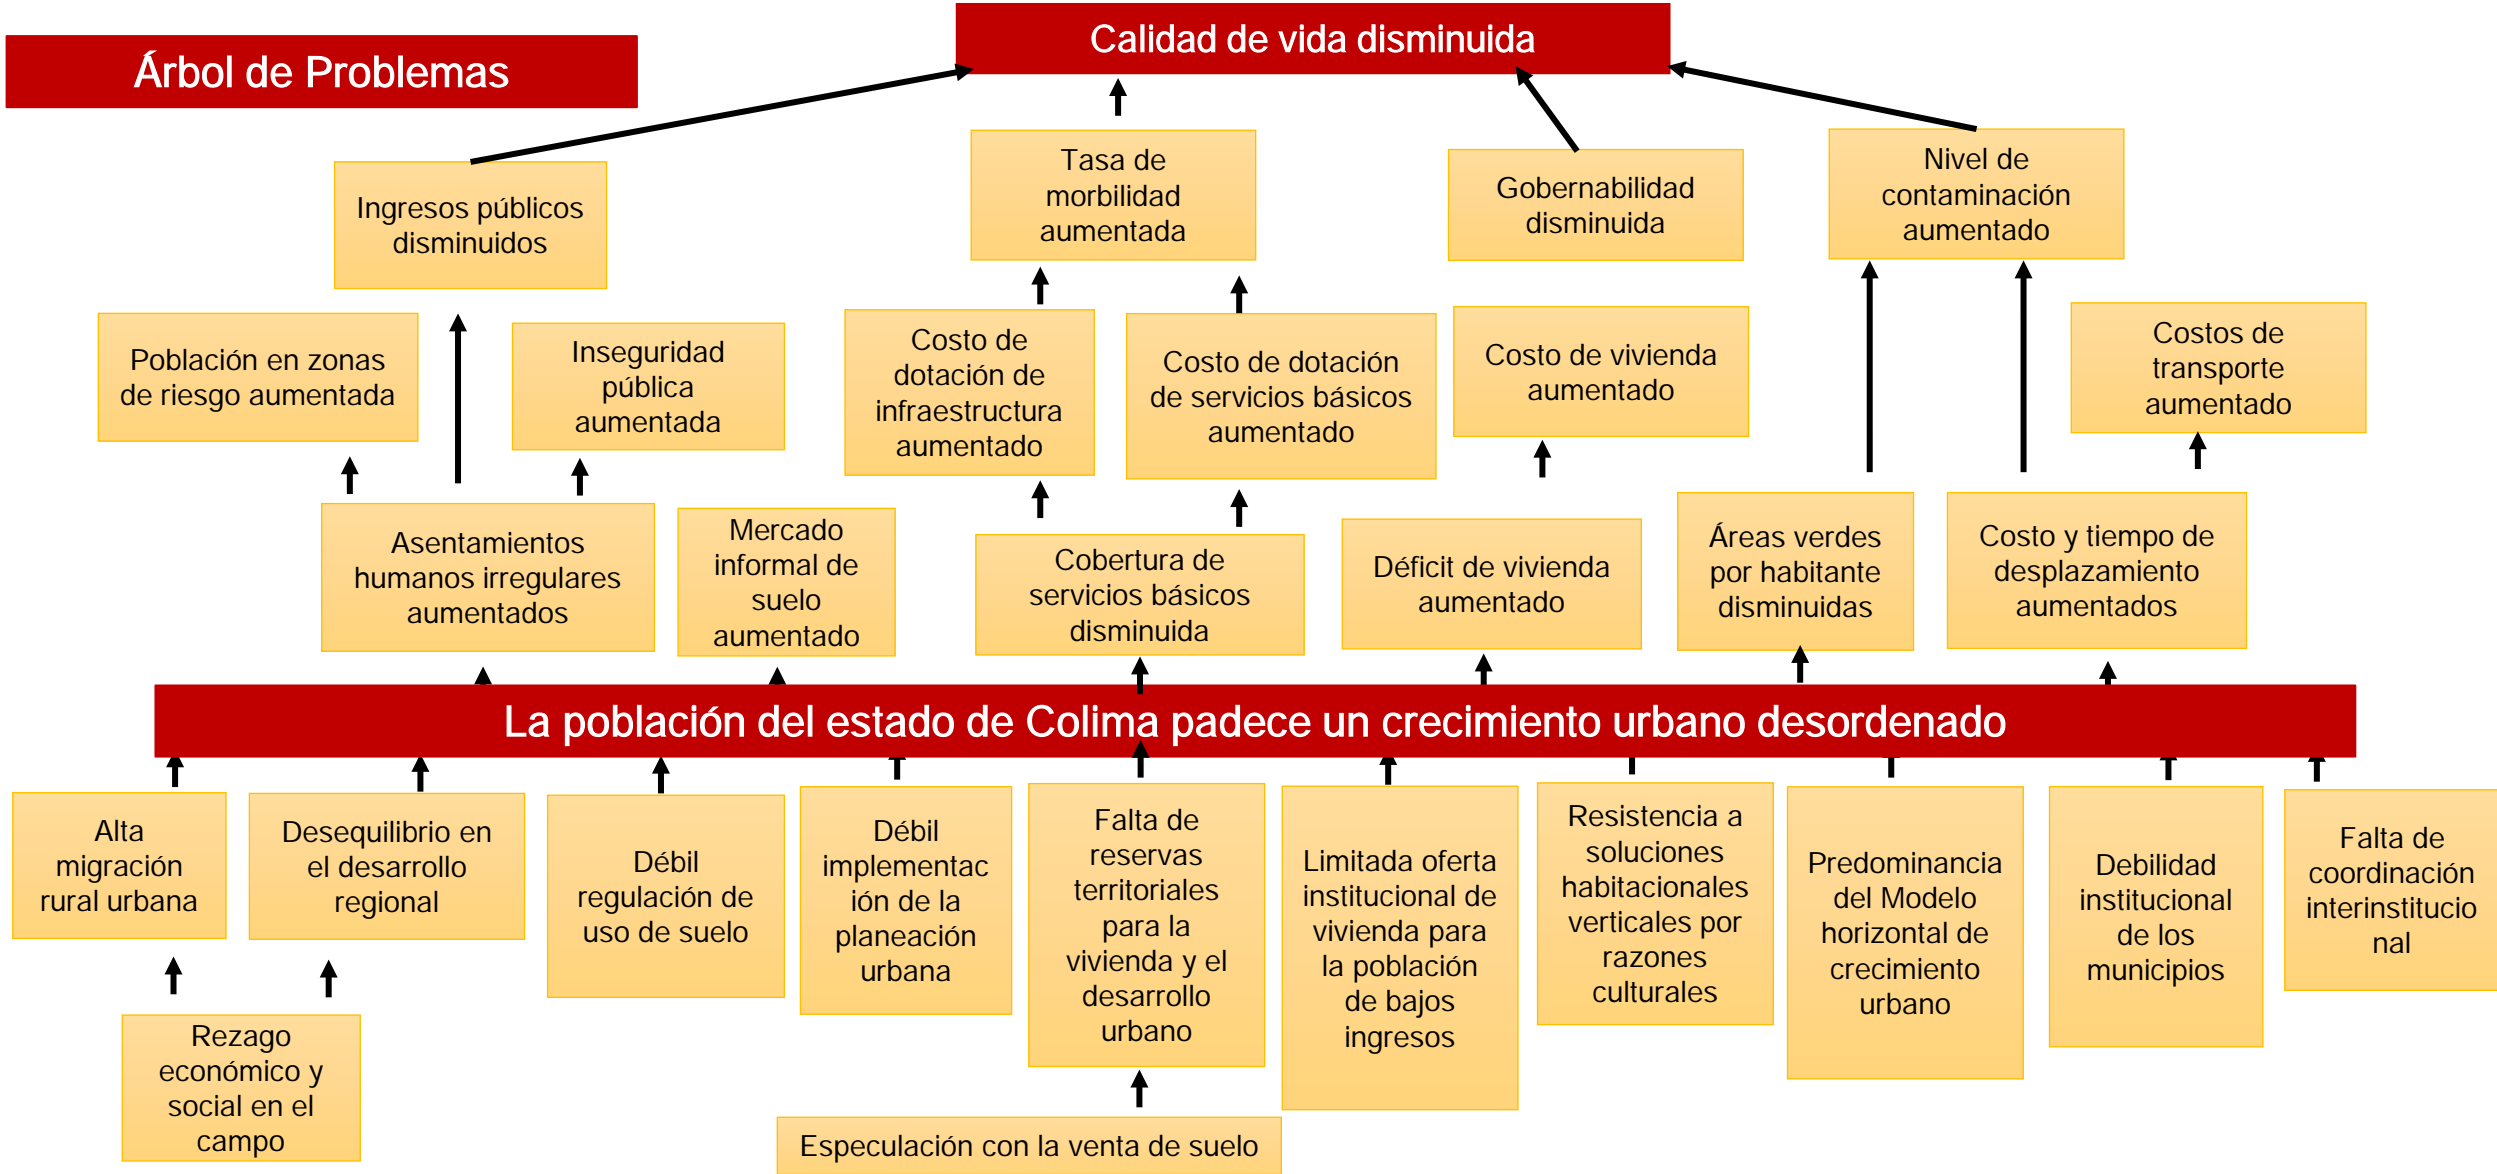 Calidad de vida disminuida
Árbol de Problemas
Ingresos públicos
disminuidos
Tasa de
morbilidad
aumentada
Gobernabilidad
disminuida
Nivel de
contaminación
aumentado
Población en zonas
de riesgo aumentada
Inseguridad
pública
aumentada
Costo de
dotación de
infraestructura
aumentado
Costo de dotación
de servicios básicos
aumentado
Costo de vivienda
aumentado
Costos de
transporte
aumentado
Asentamientos
humanos irregulares
aumentados
Mercado
informal de
suelo
aumentado
Cobertura de
servicios básicos
disminuida
Déficit de vivienda
aumentado
Áreas verdes
por habitante
disminuidas
Costo y tiempo de
desplazamiento
aumentados
La población del estado de Colima padece un crecimiento urbano desordenado
Alta
migración
rural urbana
Desequilibrio en
el desarrollo
regional
Débil
regulación de
uso de suelo
Débil
implementac
ión de la
planeación
urbana
Falta de
reservas
territoriales
para la
vivienda y el
desarrollo
urbano
Limitada oferta
institucional de
vivienda para
la población
de bajos
ingresos
Resistencia a
soluciones
habitacionales
verticales por
razones
culturales
Predominancia
del Modelo
horizontal de
crecimiento
urbano
Debilidad
institucional
de los
municipios
Falta de
coordinación
interinstitucio
nal
Rezago
económico y
social en el
campo
Especulación con la venta de suelo